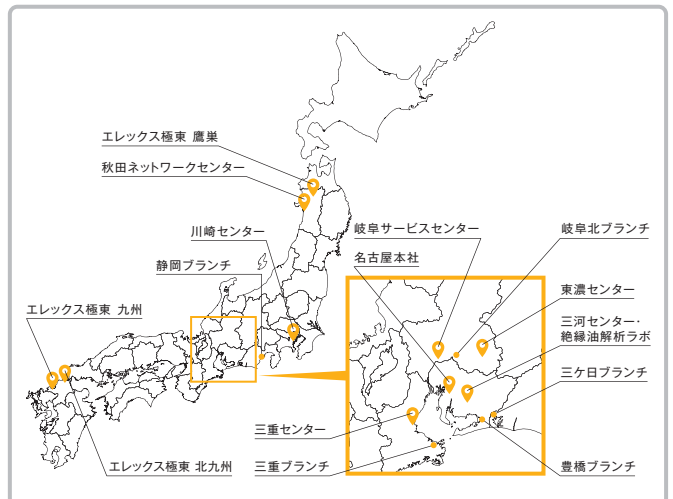 エレックス極東 鷹巣
秋田ネットワークセンター
川崎センター
静岡ブランチ
エレックス極東 九州
エレックス極東 北九州
岐阜サービスセンター
名古屋本社
岐阜北ブランチ
東濃センター
三河センター・
絶縁油解析ラボ
三ケ日ブランチ
三重センター
三重ブランチ
豊橋ブランチ